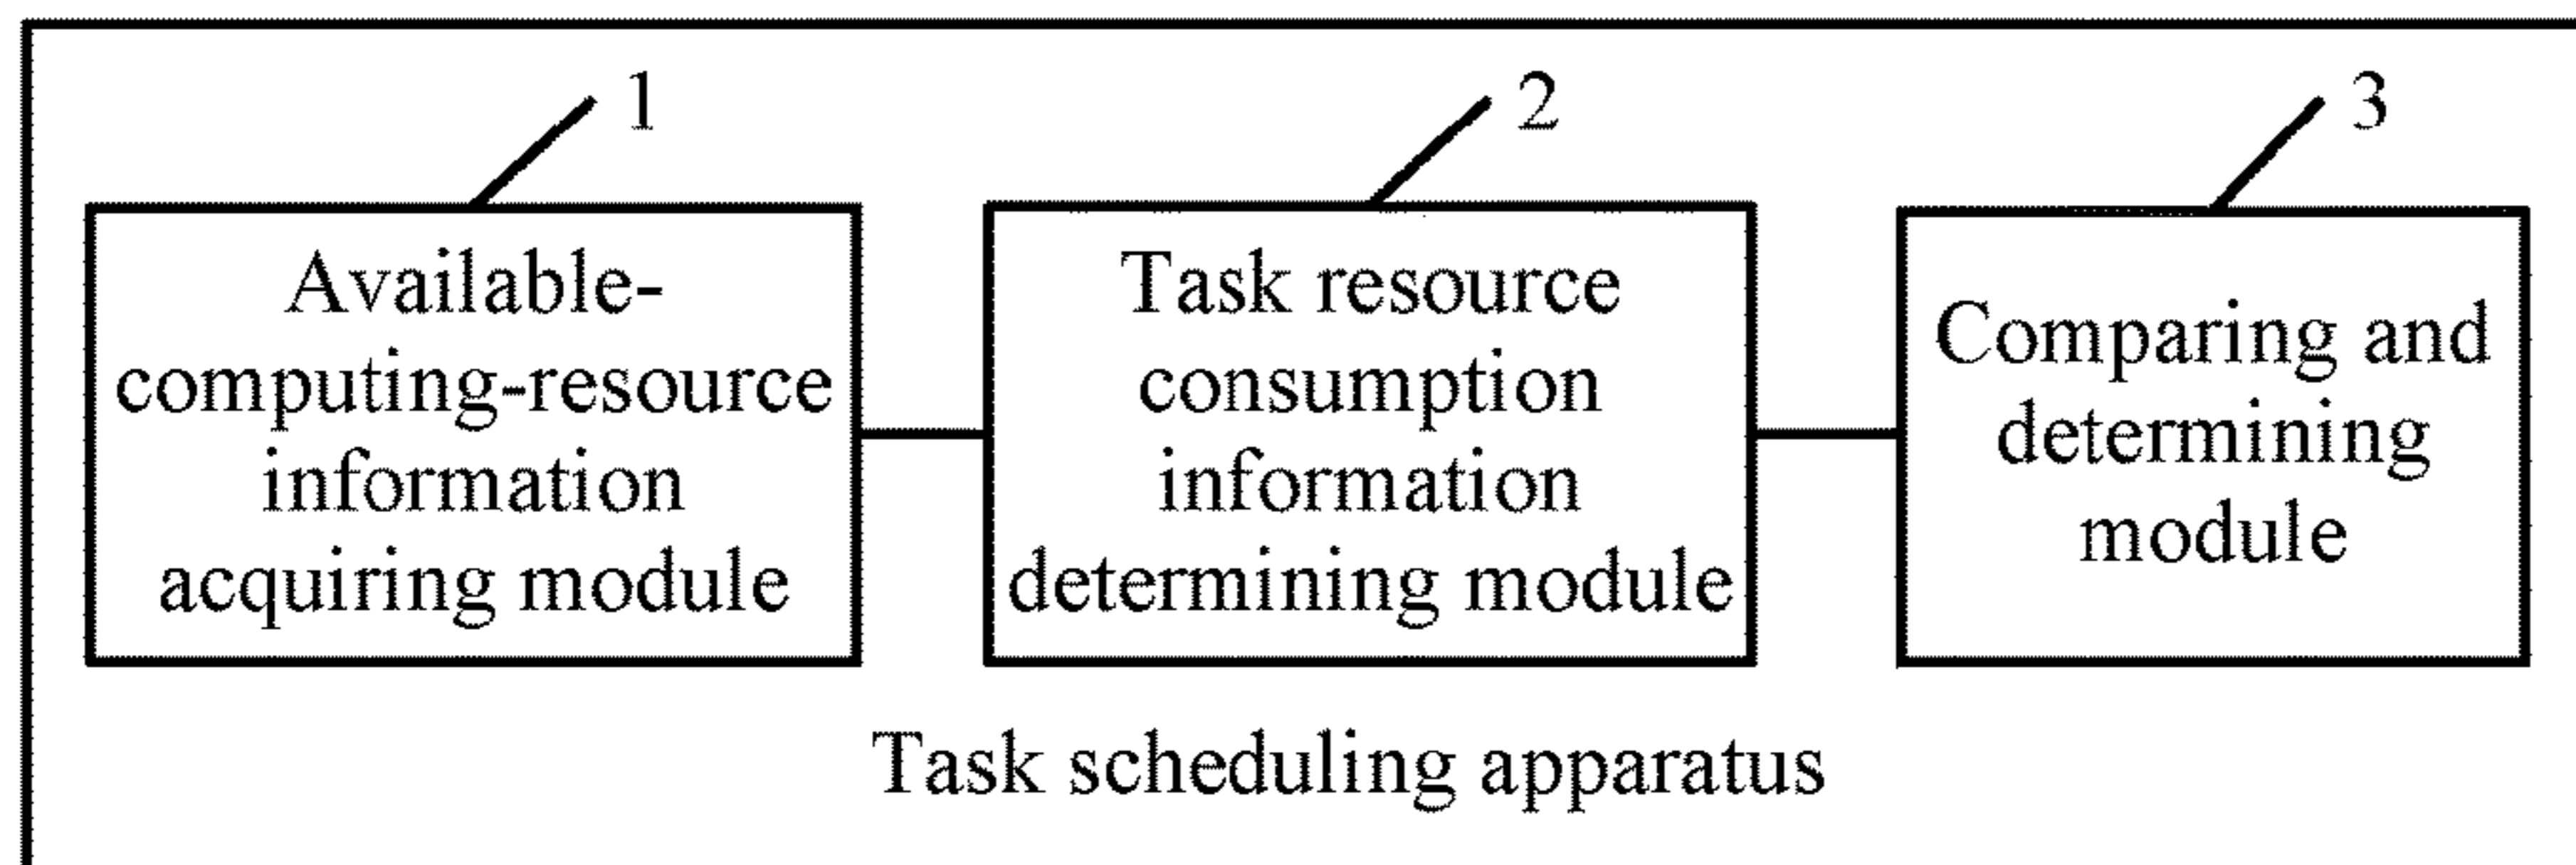 1
2
3
Available-
computing-resource
information
acquiring module
Task resource
consumption
information
determining module
Comparing and
determining
module
Task scheduling apparatus